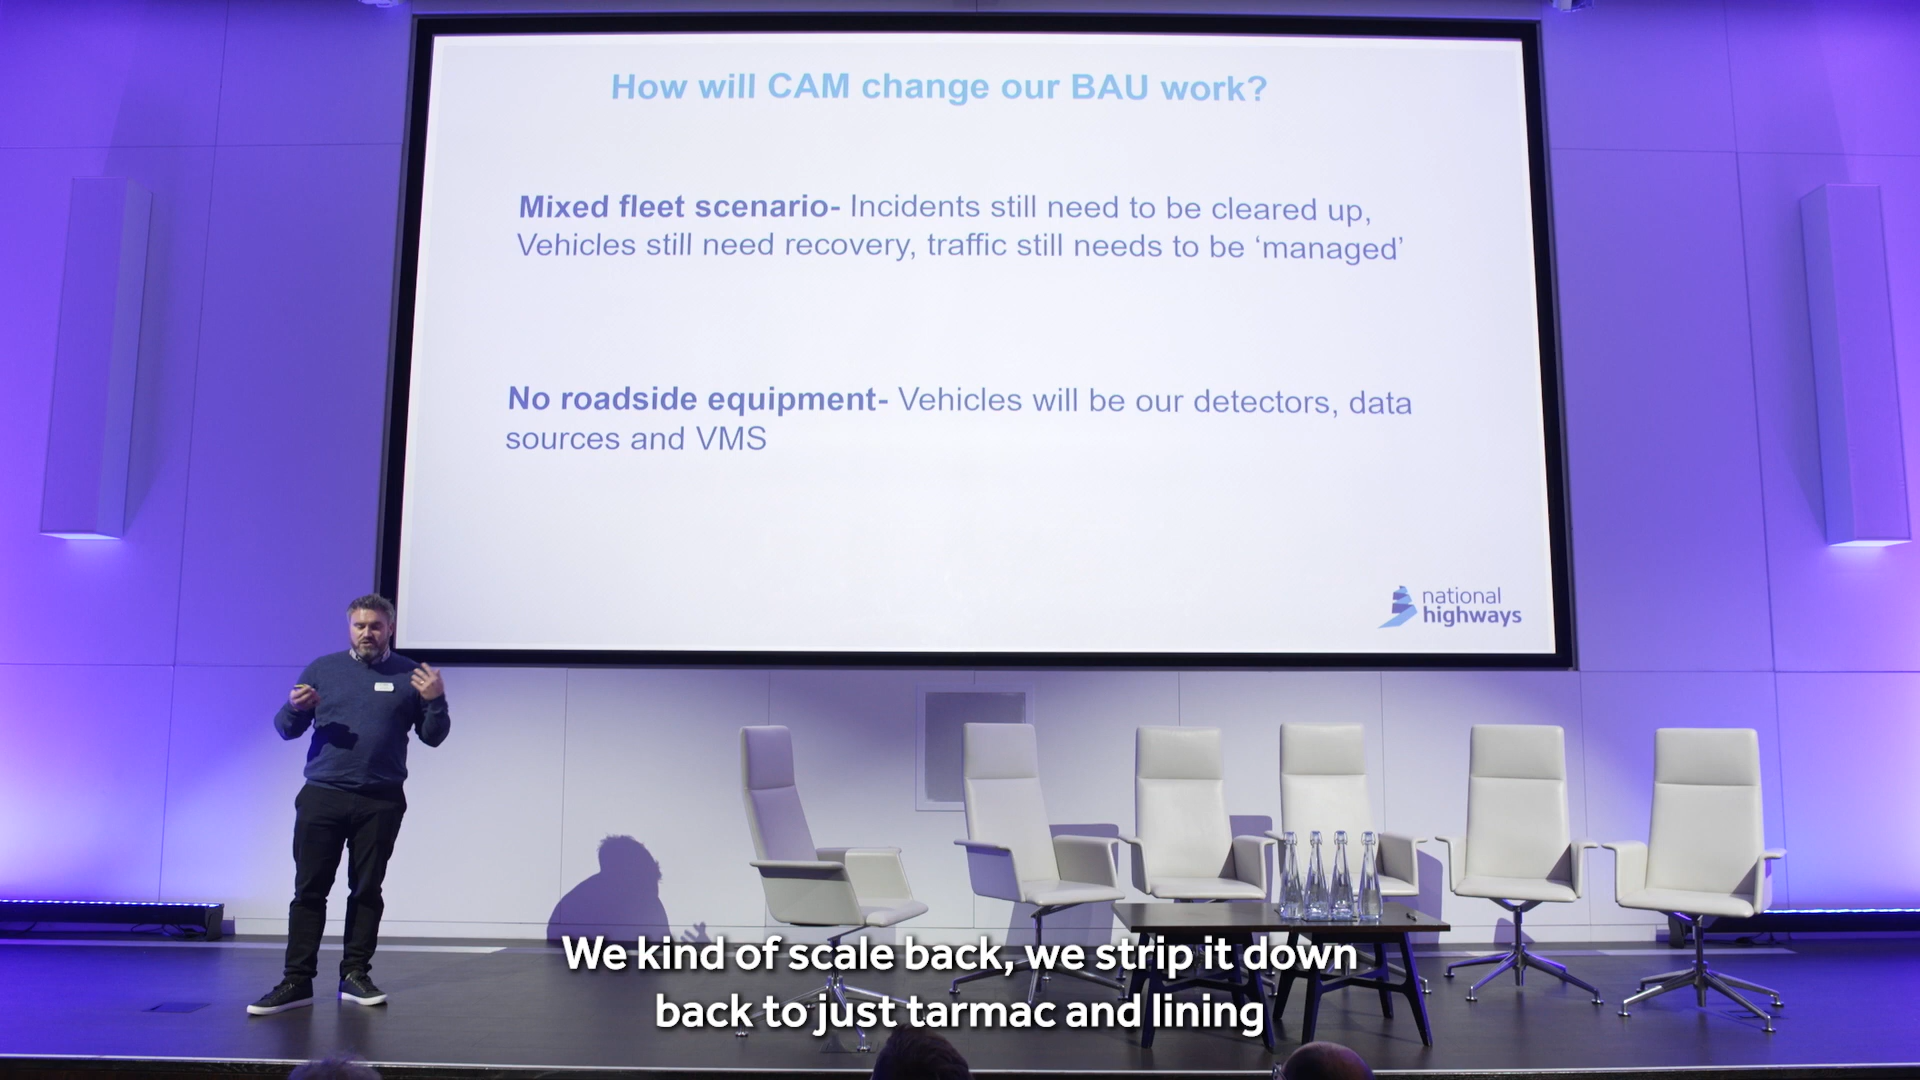 How will CAM change our BAU work?
Mixed fleet scenario- Incidents still need to be cleared up,
Vehicles still need recovery, traffic still needs to be ‘managed’
No roadside equipment- Vehicles will be our detectors, data
sources and VMS
national
highways
We kind of scale back, we strip it down
back to just tarmac and lining